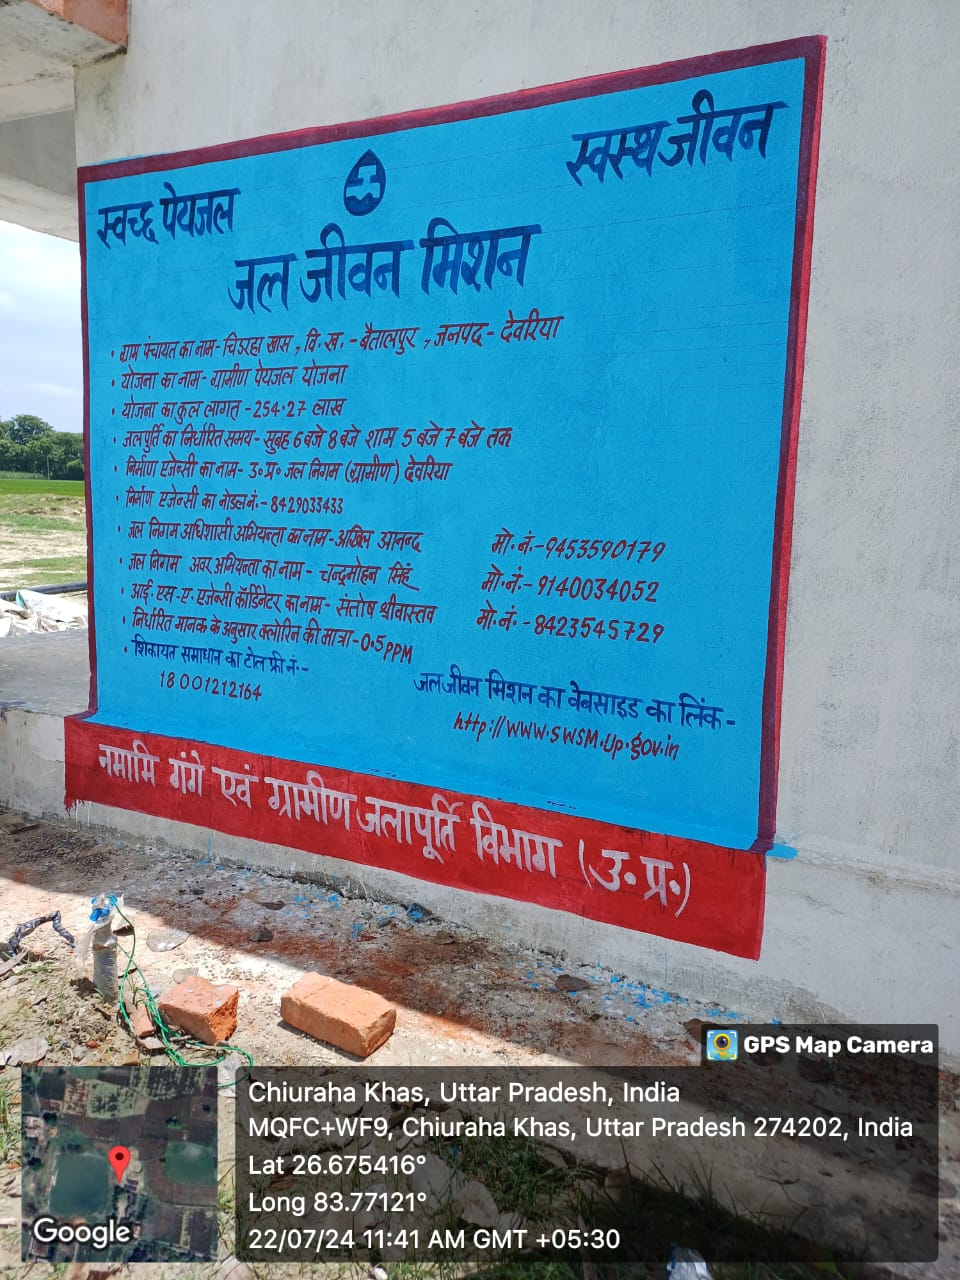 स्वच्छ पेयजल
स्वस्थ जीवन
जल जीवन मिशन
• ग्राम पंचायत का नाम- चिउरहा खास, वि.ख.-बैतालपुर, जनपद- देवरिया
• योजना का नाम- ग्रामीण पेयजल योजना
• योजना का कुल लागत -254.27 लाख
• जलपुर्ति का निर्धारित समय- सुबह 6 बजे 8 बजे शाम 5 बजे 7 बजे तक
• निर्माण एजेन्सी का नाम- उ.प्र. जल निगम (ग्रामीण) देवरिया
• निर्माण एजेन्सी का नोडल नं.- 8429033433
• जल निगम अधिशासी अभियन्ता का नाम- अखिल आनन्द मो.नं.-9453590179
• जल निगम अवर अभियन्ता का नाम- चन्द्रमोहन सिंह मो.नं-9140034052
• आई.एस.ए. एजेन्सी कॉर्डिनेटर का नाम- संतोष श्रीवास्तव मो.नं.-8423545729
• निर्धारित मानक के अनुसार क्लोरिन की मात्रा-0.5 PPM
• शिकायत समाधान का टोल फ्री नं.-
18001212164
जल जीवन मिशन का वेबसाइड का लिंक-
http://www.swsm.up.gov.in
नमामि गंगे एवं ग्रामीण जलापूर्ति विभाग (उ.प्र.)
GPS Map Camera
Chiuraha Khas, Uttar Pradesh, India
MQFC+WF9, Chiuraha Khas, Uttar Pradesh 274202, India
Lat 26.675416°
Long 83.77121°
22/07/24 11:41 AM GMT +05:30
Google